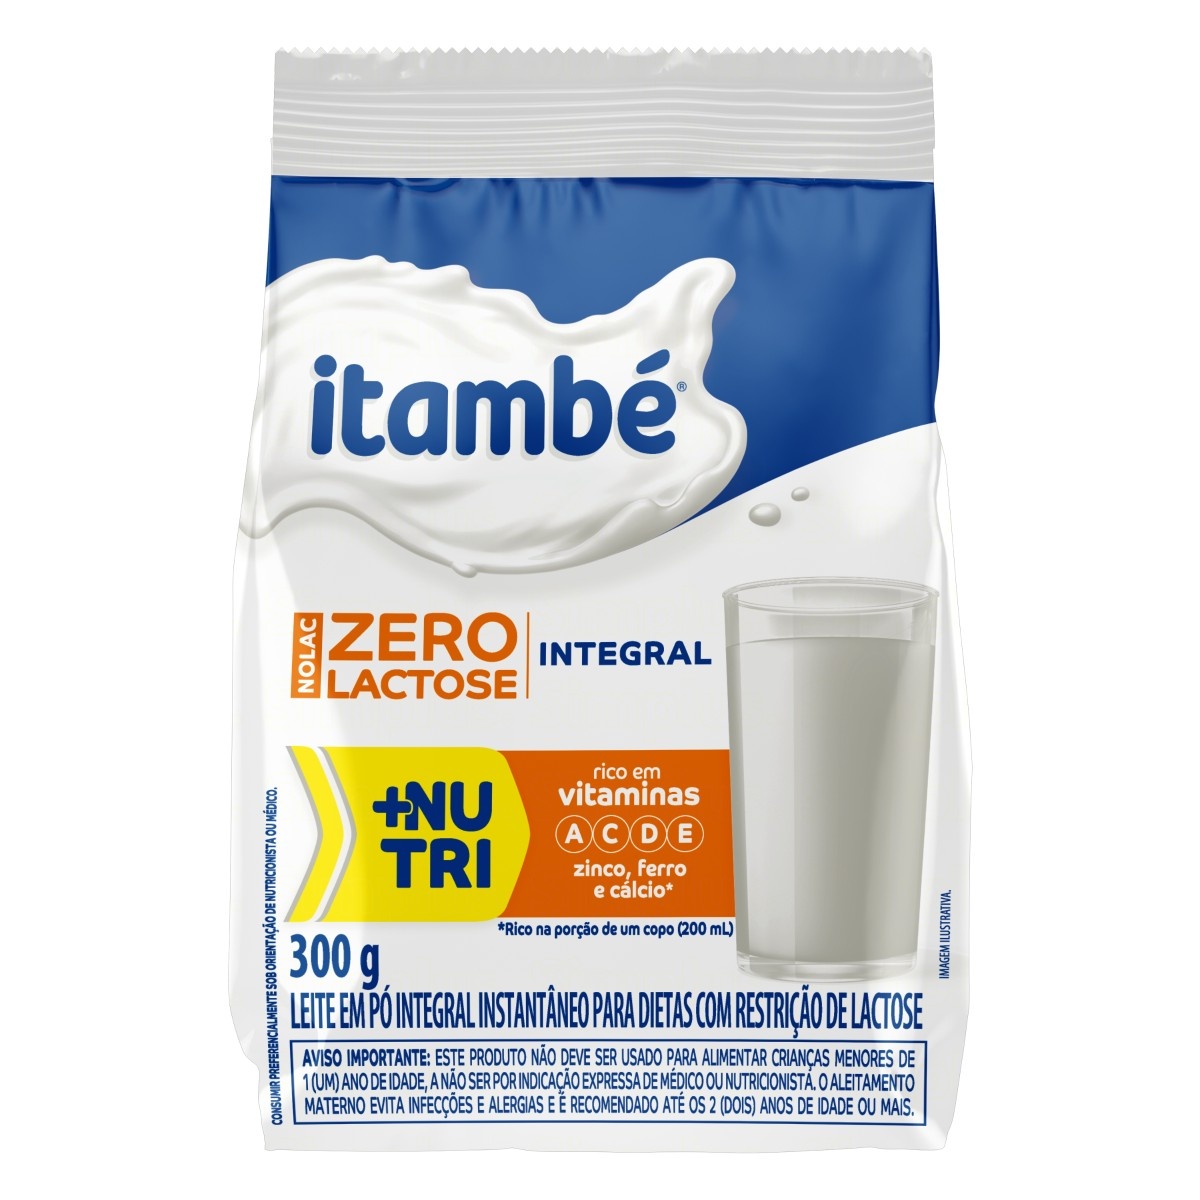 itambé®
NOLAC
ZERO
LACTOSE
INTEGRAL
+NU
TRI
rico em
vitaminas
A C D E
zinco, ferro
e cálcio*
*Rico na porção de um copo (200 mL)
300 g
LEITE EM PÓ INTEGRAL INSTANTÂNEO PARA DIETAS COM RESTRIÇÃO DE LACTOSE
AVISO IMPORTANTE: ESTE PRODUTO NÃO DEVE SER USADO PARA ALIMENTAR CRIANÇAS MENORES DE
1 (UM) ANO DE IDADE, A NÃO SER POR INDICAÇÃO EXPRESSA DE MÉDICO OU NUTRICIONISTA. O ALEITAMENTO
MATERNO EVITA INFECÇÕES E ALERGIAS E É RECOMENDADO ATÉ OS 2 (DOIS) ANOS DE IDADE OU MAIS.
CONSUMIR PREFERENCIALMENTE SOB ORIENTAÇÃO DE NUTRICIONISTA OU MÉDICO.
IMAGEM ILUSTRATIVA.